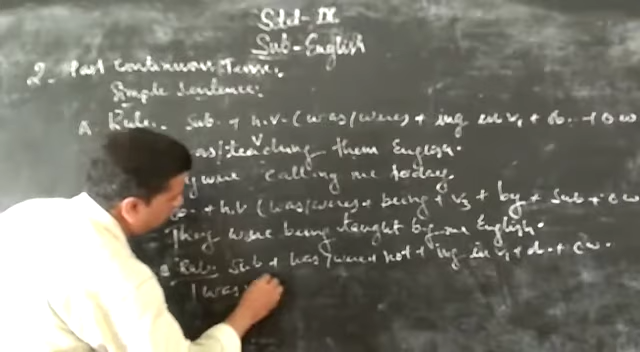 Std-IX
Sub-English
2. Past Continuous Tense.
Simple Sentence:
A. Rule:- Sub. + h.v. (was/were) + ing in v1 + ob. + o w
was/teaching them English.
were calling me today.
+ h.v (was/were) + being + v3 + by + Sub + o w
They were being taught by me English.
B Rule:- Sub + was/were + not + ing in v1 + ob. + o w.
I was